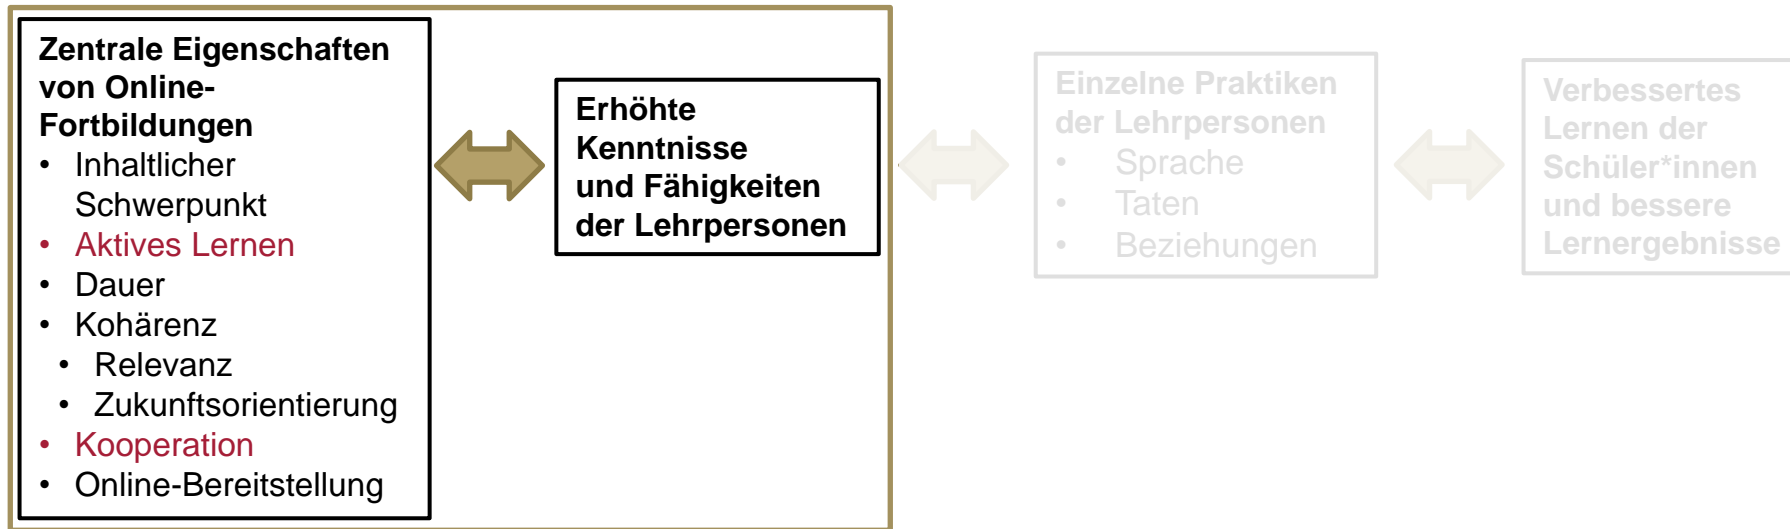 Zentrale Eigenschaften
von Online-
Fortbildungen
• Inhaltlicher
Schwerpunkt
• Aktives Lernen
• Dauer
• Kohärenz
• Relevanz
• Zukunftsorientierung
• Kooperation
• Online-Bereitstellung
Erhöhte
Kenntnisse
und Fähigkeiten
der Lehrpersonen
Einzelne Praktiken
der Lehrpersonen
• Sprache
• Taten
• Beziehungen
Verbessertes
Lernen der
Schüler*innen
und bessere
Lernergebnisse